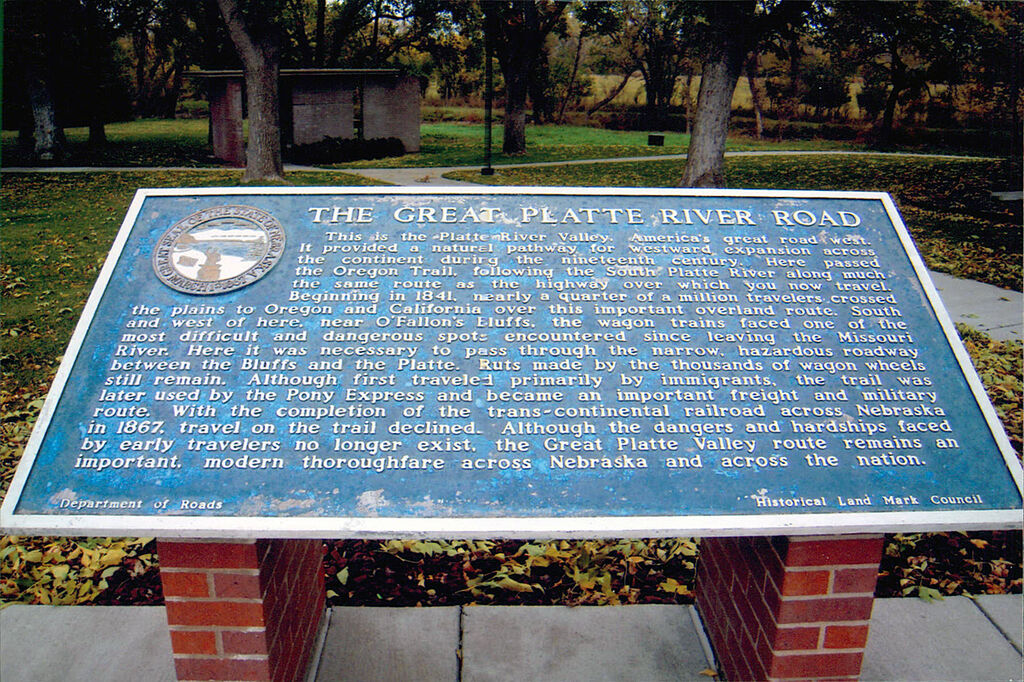 THE GREAT PLATTE RIVER ROAD
This is the Platte River Valley, America's great road west.
It provided a natural pathway for westward expansion across
the continent during the nineteenth century. Here passed
the Oregon Trail, following the South Platte River along much
the same route as the highway over which you now travel.
Beginning in 1841, nearly a quarter of a million travelers crossed
the plains to Oregon and California over this important overland route. South
and west of here, near O'Fallon's Bluffs, the wagon trains faced one of the
most difficult and dangerous spots encountered since leaving the Missouri
River. Here it was necessary to pass through the narrow, hazardous roadway
between the Bluffs and the Platte. Ruts made by the thousands of wagon wheels
still remain. Although first traveled primarily by immigrants, the trail was
later used by the Pony Express and became an important freight and military
route. With the completion of the trans-continental railroad across Nebraska
in 1867, travel on the trail declined. Although the dangers and hardships faced
by early travelers no longer exist, the Great Platte Valley route remains an
important, modern thoroughfare across Nebraska and across the nation.
Department of Roads
Historical Land Mark Council